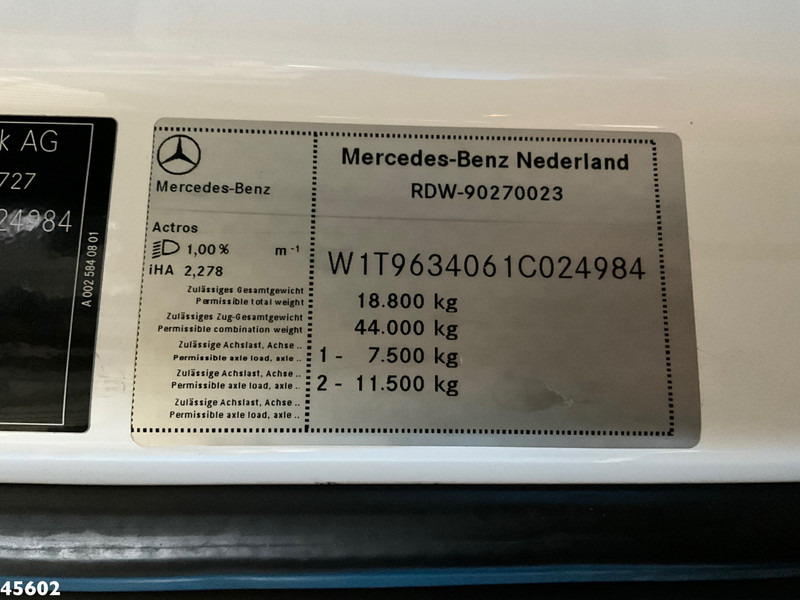 k AG
727
24984
A 002 584 08 01
Mercedes-Benz
Mercedes-Benz Nederland
RDW-90270023
Actros
1,00 % m⁻¹
iHA 2,278
W1T9634061C024984
Zulässiges Gesamtgewicht
Permissible total weight 18.800 kg
Zulässiges Zug-Gesamtgewicht
Permissible combination weight 44.000 kg
Zulässige Achslast, Achse ..
Permissible axle load, axle .. 1 - 7.500 kg
Zulässige Achslast, Achse ..
Permissible axle load, axle .. 2 - 11.500 kg
Zulässige Achslast, Achse ..
Permissible axle load, axle ..
45602